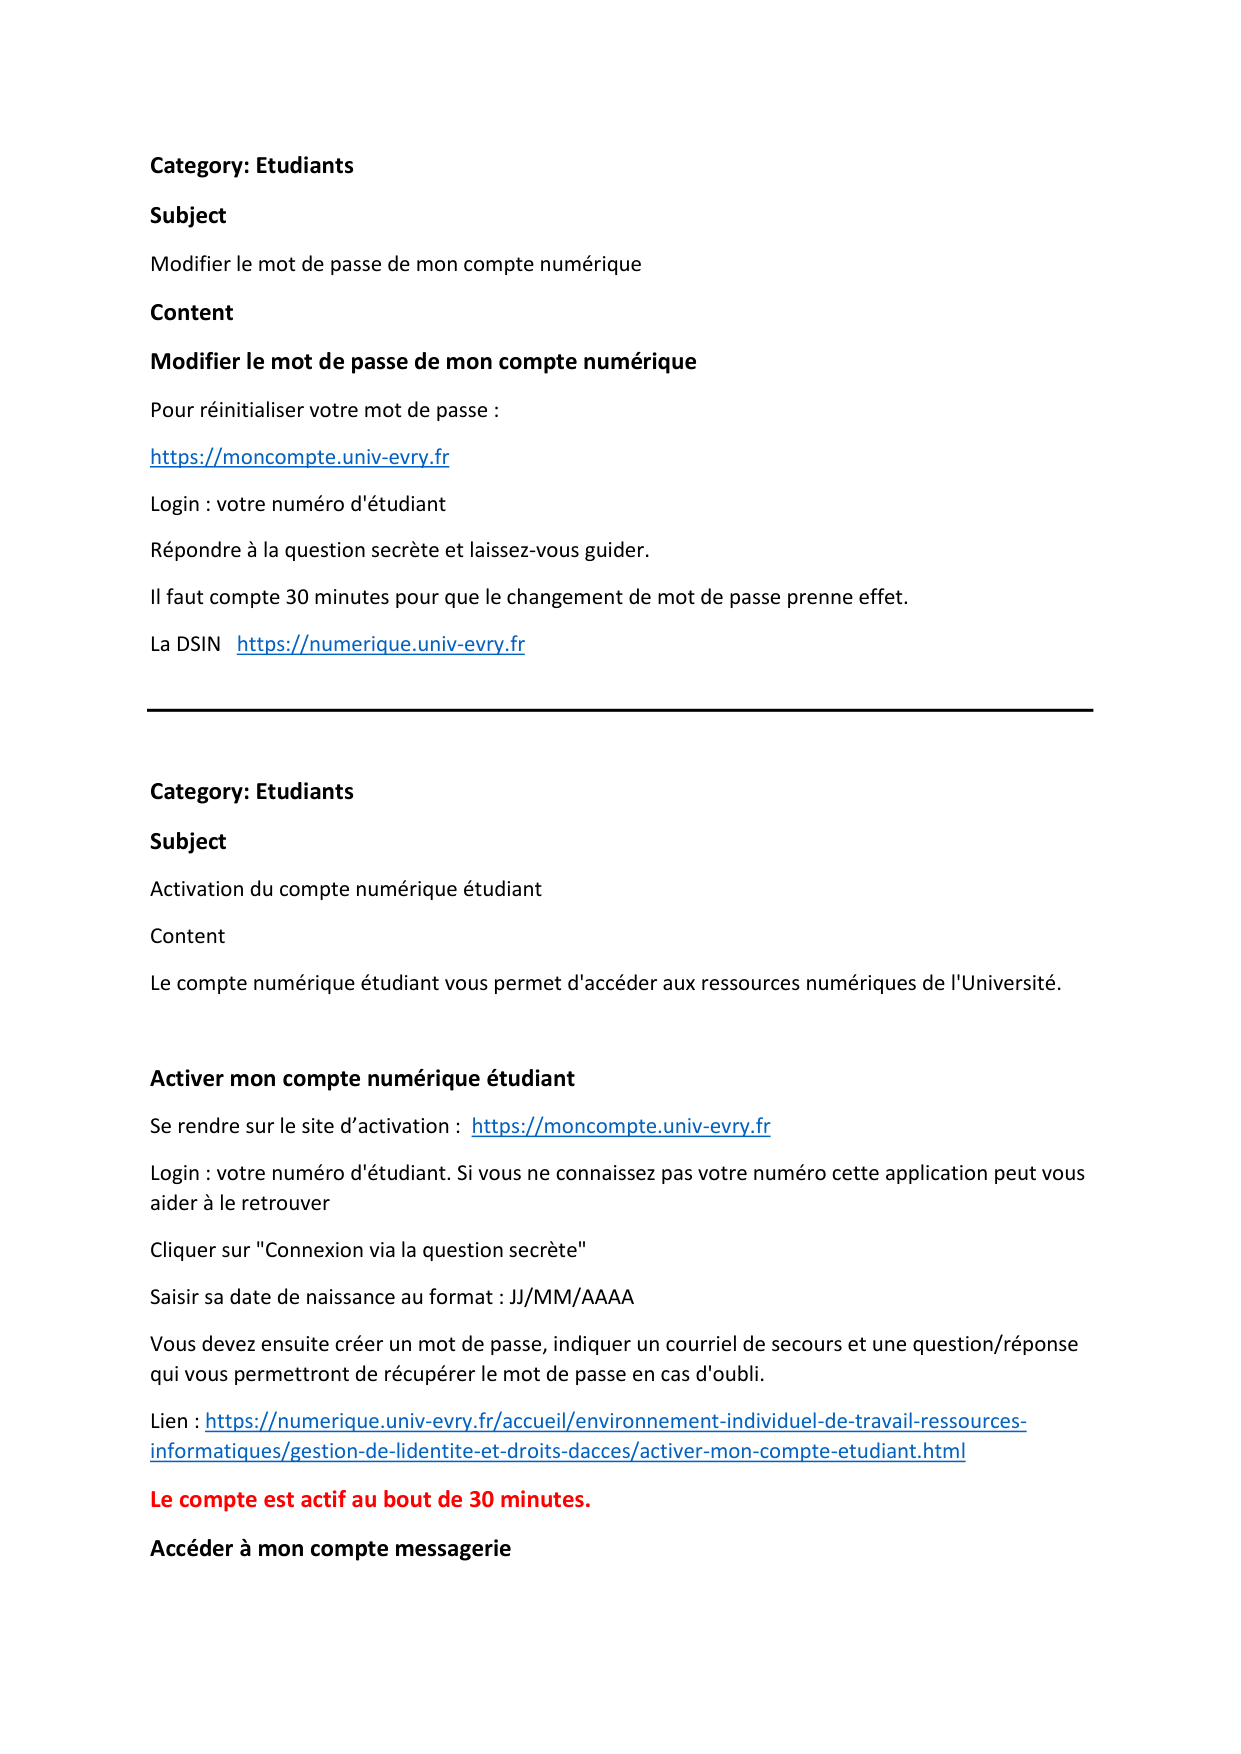 Category: Etudiants
Subject
Modifier le mot de passe de mon compte numérique
Content
Modifier le mot de passe de mon compte numérique
Pour réinitialiser votre mot de passe :
https://moncompte.univ-evry.fr
Login : votre numéro d'étudiant
Répondre à la question secrète et laissez-vous guider.
Il faut compte 30 minutes pour que le changement de mot de passe prenne effet.
La DSIN https://numerique.univ-evry.fr
Category: Etudiants
Subject
Activation du compte numérique étudiant
Content
Le compte numérique étudiant vous permet d'accéder aux ressources numériques de l'Université.
Activer mon compte numérique étudiant
Se rendre sur le site d’activation : https://moncompte.univ-evry.fr
Login : votre numéro d'étudiant. Si vous ne connaissez pas votre numéro cette application peut vous
aider à le retrouver
Cliquer sur "Connexion via la question secrète"
Saisir sa date de naissance au format : JJ/MM/AAAA
Vous devez ensuite créer un mot de passe, indiquer un courriel de secours et une question/réponse
qui vous permettront de récupérer le mot de passe en cas d'oubli.
Lien : https://numerique.univ-evry.fr/accueil/environnement-individuel-de-travail-ressources-
informatiques/gestion-de-lidentite-et-droits-dacces/activer-mon-compte-etudiant.html
Le compte est actif au bout de 30 minutes.
Accéder à mon compte messagerie